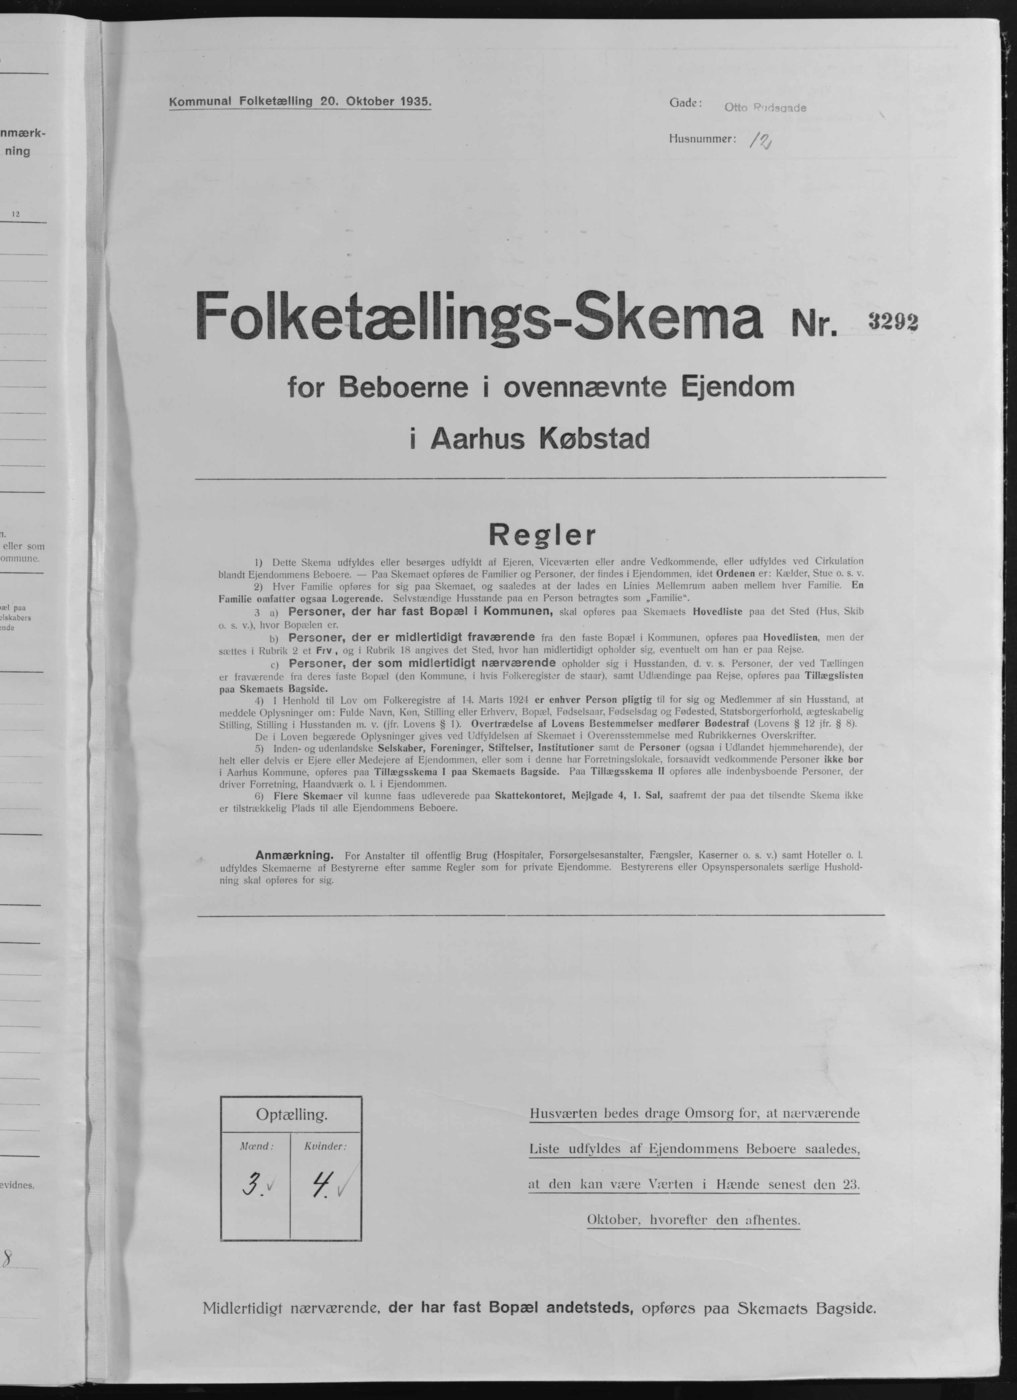 nmærk-
ning
12
n.
eller som
ommune.
æl paa
elskabers
ende
evidnes.
8
Kommunal Folketælling 20. Oktober 1935.
Gade: Otto Rudsgade
Husnummer: 12
Folketællings-Skema Nr. 3292
for Beboerne i ovennævnte Ejendom
i Aarhus Købstad
Regler
1) Dette Skema udfyldes eller besørges udfyldt af Ejeren, Viceværten eller andre Vedkommende, eller udfyldes ved Cirkulation
blandt Ejendommens Beboere. — Paa Skemaet opføres de Familier og Personer, der findes i Ejendommen, idet Ordenen er: Kælder, Stue o. s. v.
2) Hver Familie opføres for sig paa Skemaet, og saaledes at der lades en Linies Mellemrum aaben mellem hver Familie. En
Familie omfatter ogsaa Logerende. Selvstændige Husstande paa en Person betragtes som „Familie“.
3 a) Personer, der har fast Bopæl i Kommunen, skal opføres paa Skemaets Hovedliste paa det Sted (Hus, Skib
o. s. v.), hvor Bopælen er.
b) Personer, der er midlertidigt fraværende fra den faste Bopæl i Kommunen, opføres paa Hovedlisten, men der
sættes i Rubrik 2 et Frv., og i Rubrik 18 angives det Sted, hvor han midlertidigt opholder sig, eventuelt om han er paa Rejse.
c) Personer, der som midlertidigt nærværende opholder sig i Husstanden, d. v. s. Personer, der ved Tællingen
er fraværende fra deres faste Bopæl (den Kommune, i hvis Folkeregister de staar), samt Udlændinge paa Rejse, opføres paa Tillægslisten
paa Skemaets Bagside.
4) I Henhold til Lov om Folkeregistre af 14. Marts 1924 er enhver Person pligtig til for sig og Medlemmer af sin Husstand, at
meddele Oplysninger om: Fulde Navn, Køn, Stilling eller Erhverv, Bopæl, Fødselsaar, Fødselsdag og Fødested, Statsborgerforhold, ægteskabelig
Stilling, Stilling i Husstanden m. v. (jfr. Lovens § 1). Overtrædelse af Lovens Bestemmelser medfører Bødestraf (Lovens § 12 jfr. § 8).
De i Loven begærede Oplysninger gives ved Udfyldelsen af Skemaet i Overensstemmelse med Rubrikkernes Overskrifter.
5) Inden- og udenlandske Selskaber, Foreninger, Stiftelser, Institutioner samt de Personer (ogsaa i Udlandet hjemmehørende), der
helt eller delvis er Ejere eller Medejere af Ejendommen, eller som i denne har Forretningslokale, forsaavidt vedkommende Personer ikke bor
i Aarhus Kommune, opføres paa Tillægsskema I paa Skemaets Bagside. Paa Tillægsskema II opføres alle indenbysboende Personer, der
driver Forretning, Haandværk o. l. i Ejendommen.
6) Flere Skemaer vil kunne faas udleverede paa Skattekontoret, Mejlgade 4, 1. Sal, saafremt der paa det tilsendte Skema ikke
er tilstrækkelig Plads til alle Ejendommens Beboere.
Anmærkning. For Anstalter til offentlig Brug (Hospitaler, Forsørgelsesanstalter, Fængsler, Kaserner o. s. v.) samt Hoteller o. l.
udfyldes Skemaerne af Bestyrerne efter samme Regler som for private Ejendomme. Bestyrerens eller Opsynspersonalets særlige Hushold-
ning skal opføres for sig.
Optælling.
Mænd: Kvinder:
3. 4.
Husværten bedes drage Omsorg for, at nærværende
Liste udfyldes af Ejendommens Beboere saaledes,
at den kan være Værten i Hænde senest den 23.
Oktober, hvorefter den afhentes.
Midlertidigt nærværende, der har fast Bopæl andetsteds, opføres paa Skemaets Bagside.